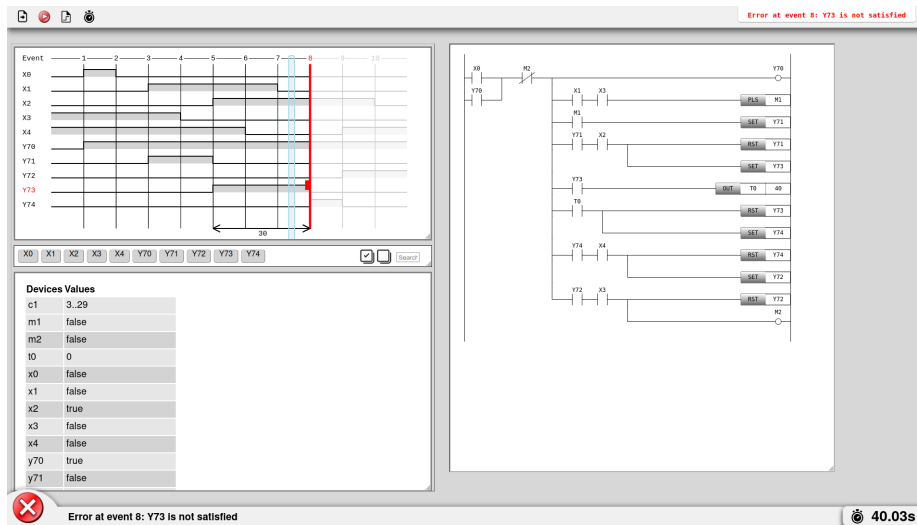 Error at event 8: Y73 is not satisfied
Event 1 2 3 4 5 6 7 8 9 10
X0
X1
X2
X3
X4
Y70
Y71
Y72
Y73
Y74
30
X0 X1 X2 X3 X4 Y70 Y71 Y72 Y73 Y74 Search
Devices Values
c1 3..29
m1 false
m2 false
t0 0
x0 false
x1 false
x2 true
x3 false
x4 false
y70 true
y71 false
X0 M2 Y70
Y70 X1 X3
PLS M1
M1
SET Y71
Y71 X2
RST Y71
SET Y73
Y73
OUT T0 40
T0
RST Y73
SET Y74
Y74 X4
RST Y74
SET Y72
Y72 X3
RST Y72
M2
Error at event 8: Y73 is not satisfied
40.03s